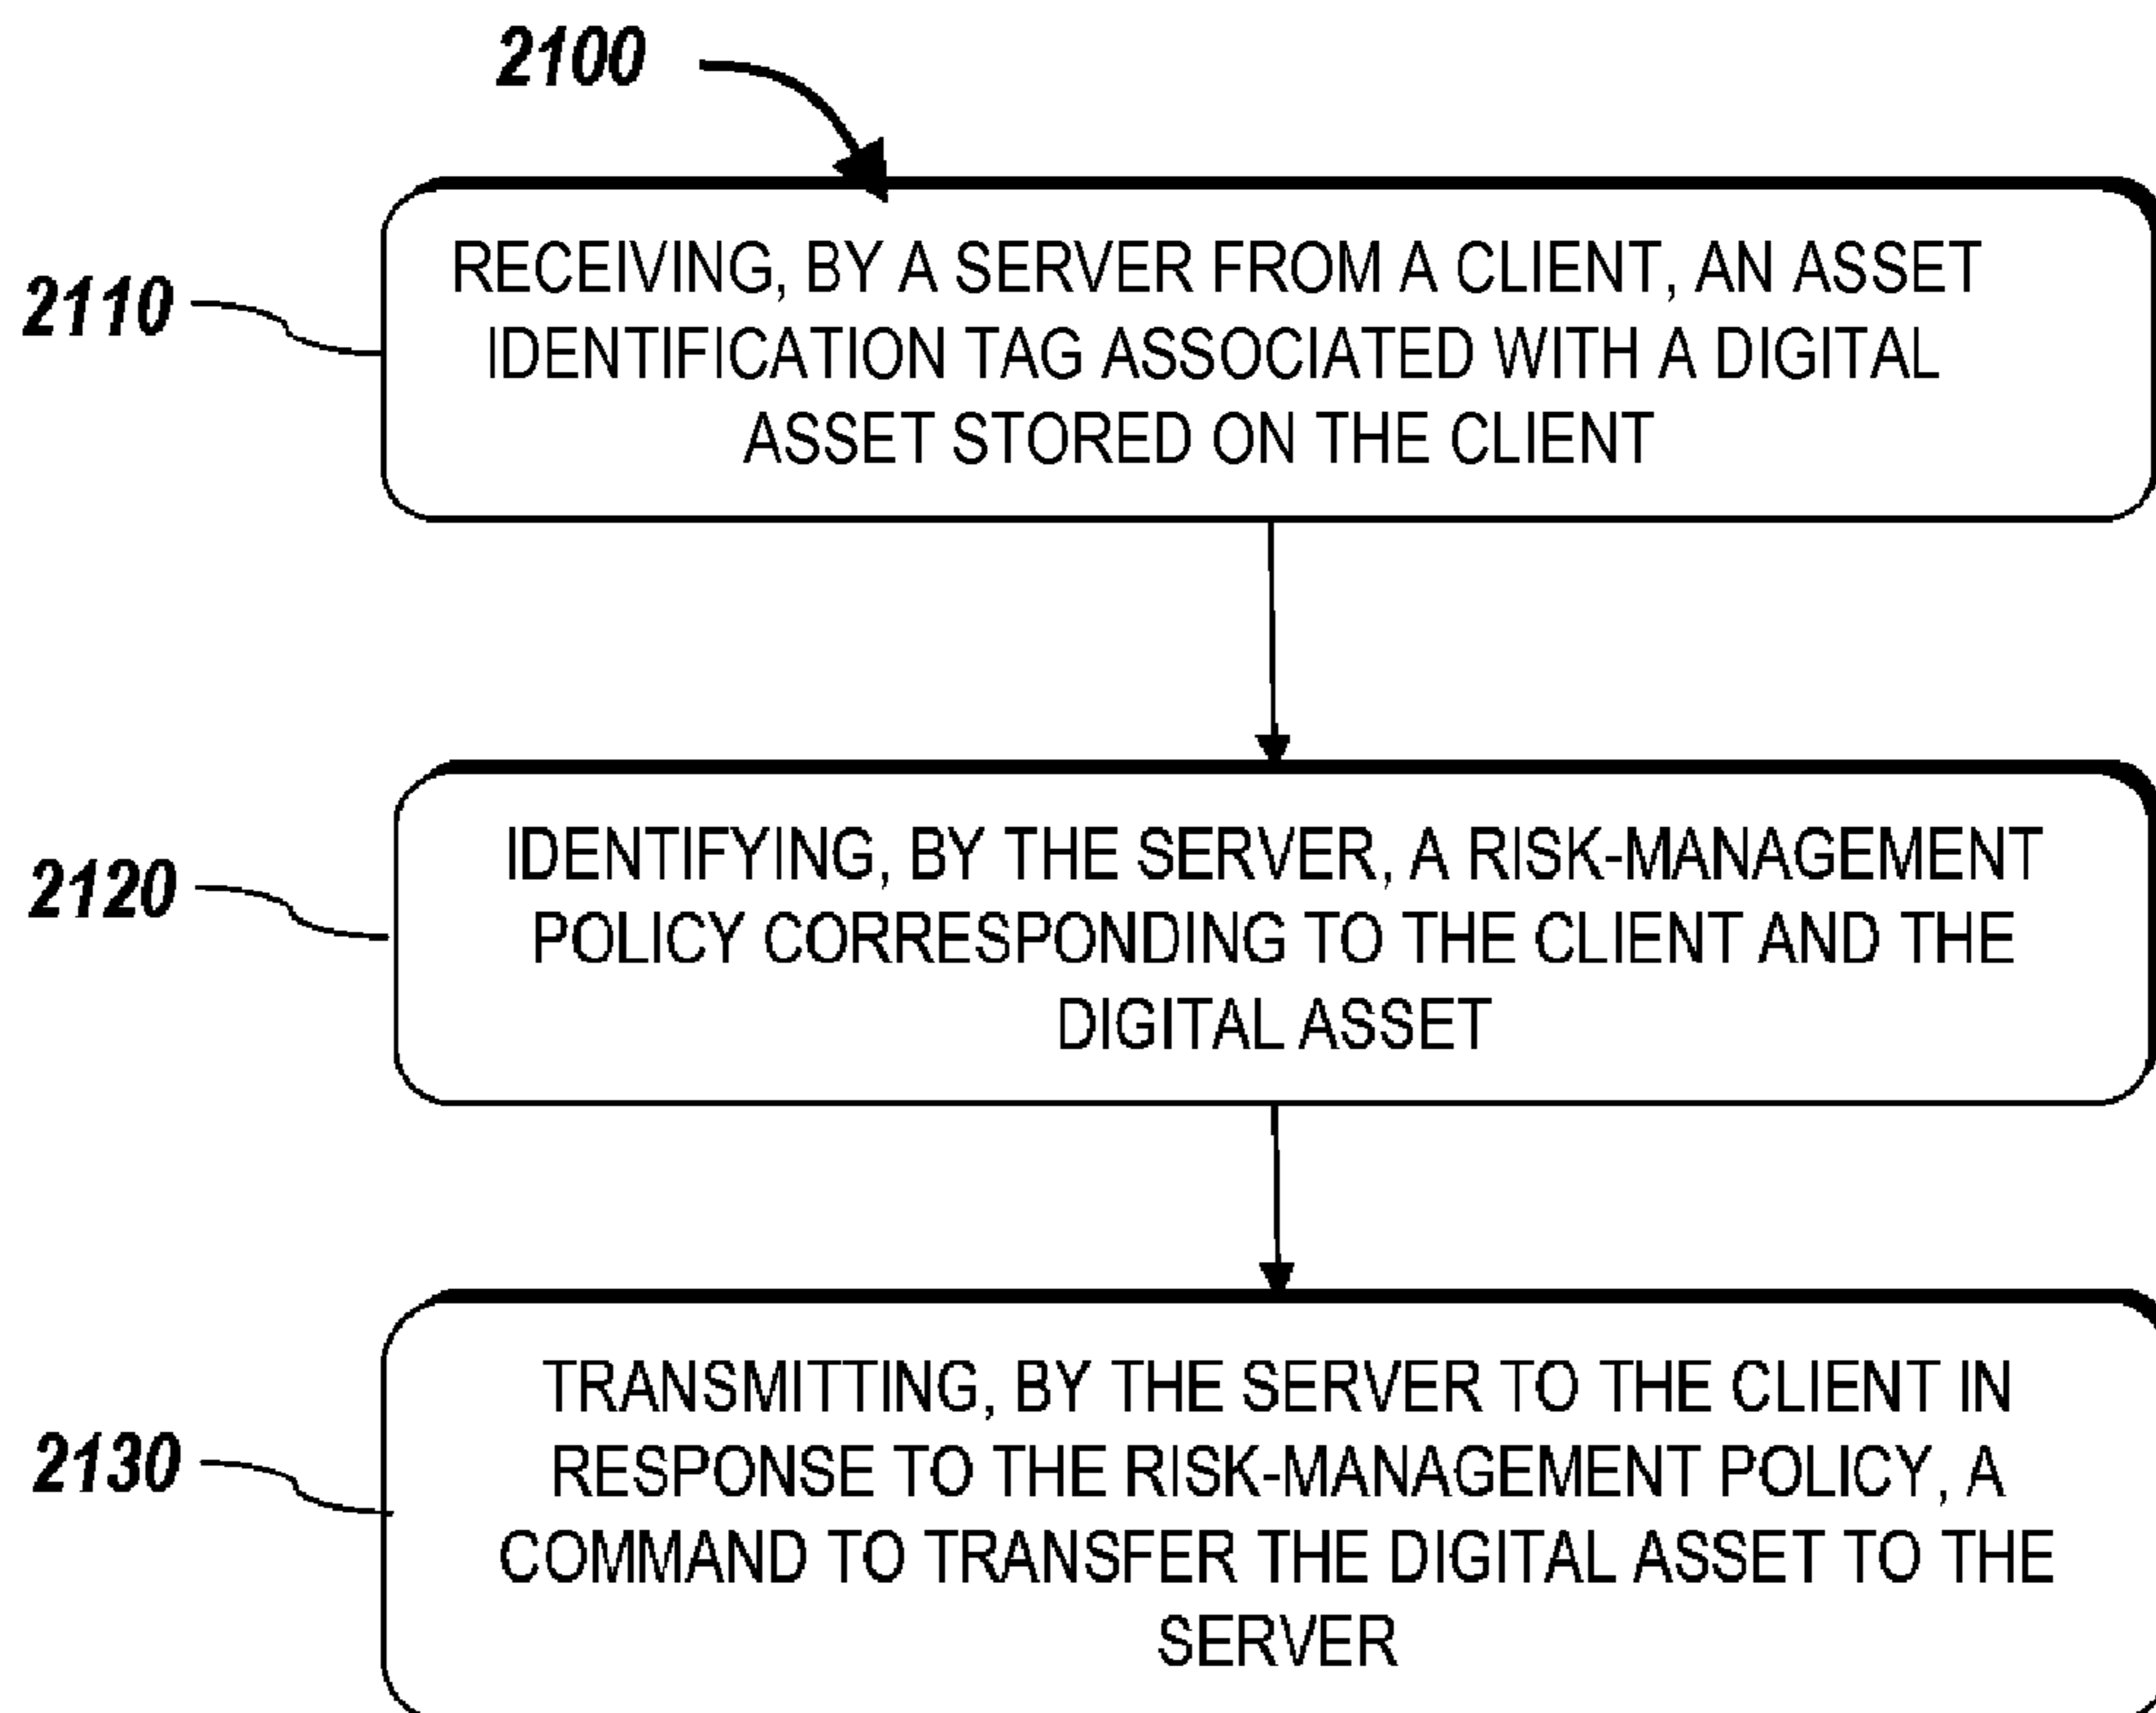 2100
2110
RECEIVING, BY A SERVER FROM A CLIENT, AN ASSET
IDENTIFICATION TAG ASSOCIATED WITH A DIGITAL
ASSET STORED ON THE CLIENT
2120
IDENTIFYING, BY THE SERVER, A RISK-MANAGEMENT
POLICY CORRESPONDING TO THE CLIENT AND THE
DIGITAL ASSET
2130
TRANSMITTING, BY THE SERVER TO THE CLIENT IN
RESPONSE TO THE RISK-MANAGEMENT POLICY, A
COMMAND TO TRANSFER THE DIGITAL ASSET TO THE
SERVER